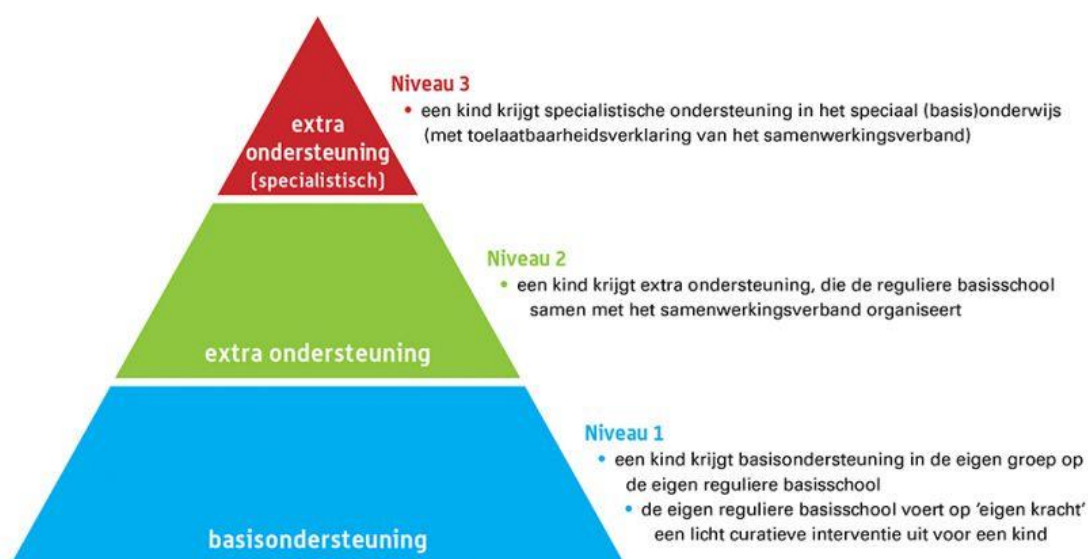 extra
ondersteuning
(specialistisch)
Niveau 3
• een kind krijgt specialistische ondersteuning in het speciaal (basis)onderwijs
(met toelaatbaarheidsverklaring van het samenwerkingsverband)
extra ondersteuning
Niveau 2
• een kind krijgt extra ondersteuning, die de reguliere basisschool
samen met het samenwerkingsverband organiseert
basisondersteuning
Niveau 1
• een kind krijgt basisondersteuning in de eigen groep op
de eigen reguliere basisschool
• de eigen reguliere basisschool voert op ‘eigen kracht’
een licht curatieve interventie uit voor een kind